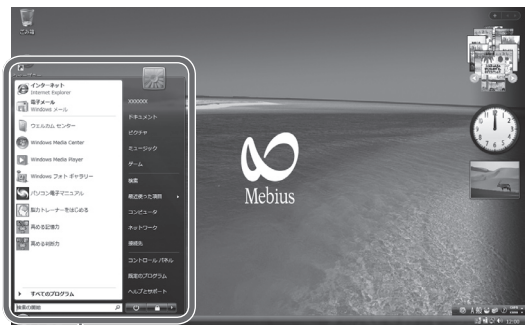 ごみ箱
インターネット
Internet Explorer
電子メール
Windows メール
ウェルカム センター
Windows Media Center
Windows Media Player
Windows フォト ギャラリー
パソコン電子マニュアル
脳力トレーナーをはじめる
高める記憶力
高める判断力
すべてのプログラム
検索の開始
XXXXXX
ドキュメント
ピクチャ
ミュージック
ゲーム
検索
最近使った項目
コンピュータ
ネットワーク
接続先
コントロール パネル
既定のプログラム
ヘルプとサポート
Mebius
12:00